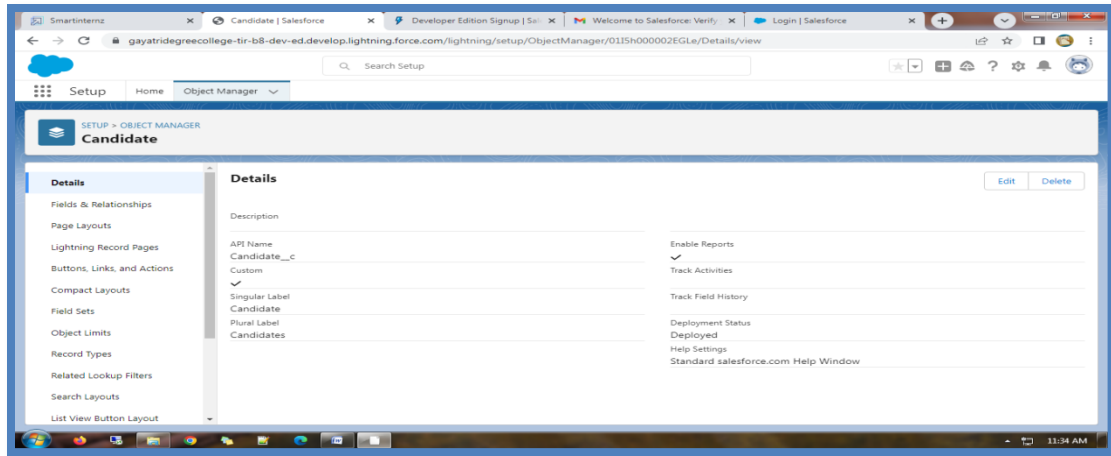 Smartinternz
Candidate | Salesforce
Developer Edition Signup | Sal
Welcome to Salesforce: Verify
Login | Salesforce
gayatridegreecollege-tir-b8-dev-ed.develop.lightning.force.com/lightning/setup/ObjectManager/01I5h000002EGLe/Details/view
Search Setup
Setup
Home
Object Manager
SETUP > OBJECT MANAGER
Candidate
Details
Fields & Relationships
Page Layouts
Lightning Record Pages
Buttons, Links, and Actions
Compact Layouts
Field Sets
Object Limits
Record Types
Related Lookup Filters
Search Layouts
List View Button Layout
Details
Edit
Delete
Description
API Name
Candidate__c
Custom
Singular Label
Candidate
Plural Label
Candidates
Enable Reports
Track Activities
Track Field History
Deployment Status
Deployed
Help Settings
Standard salesforce.com Help Window
11:34 AM